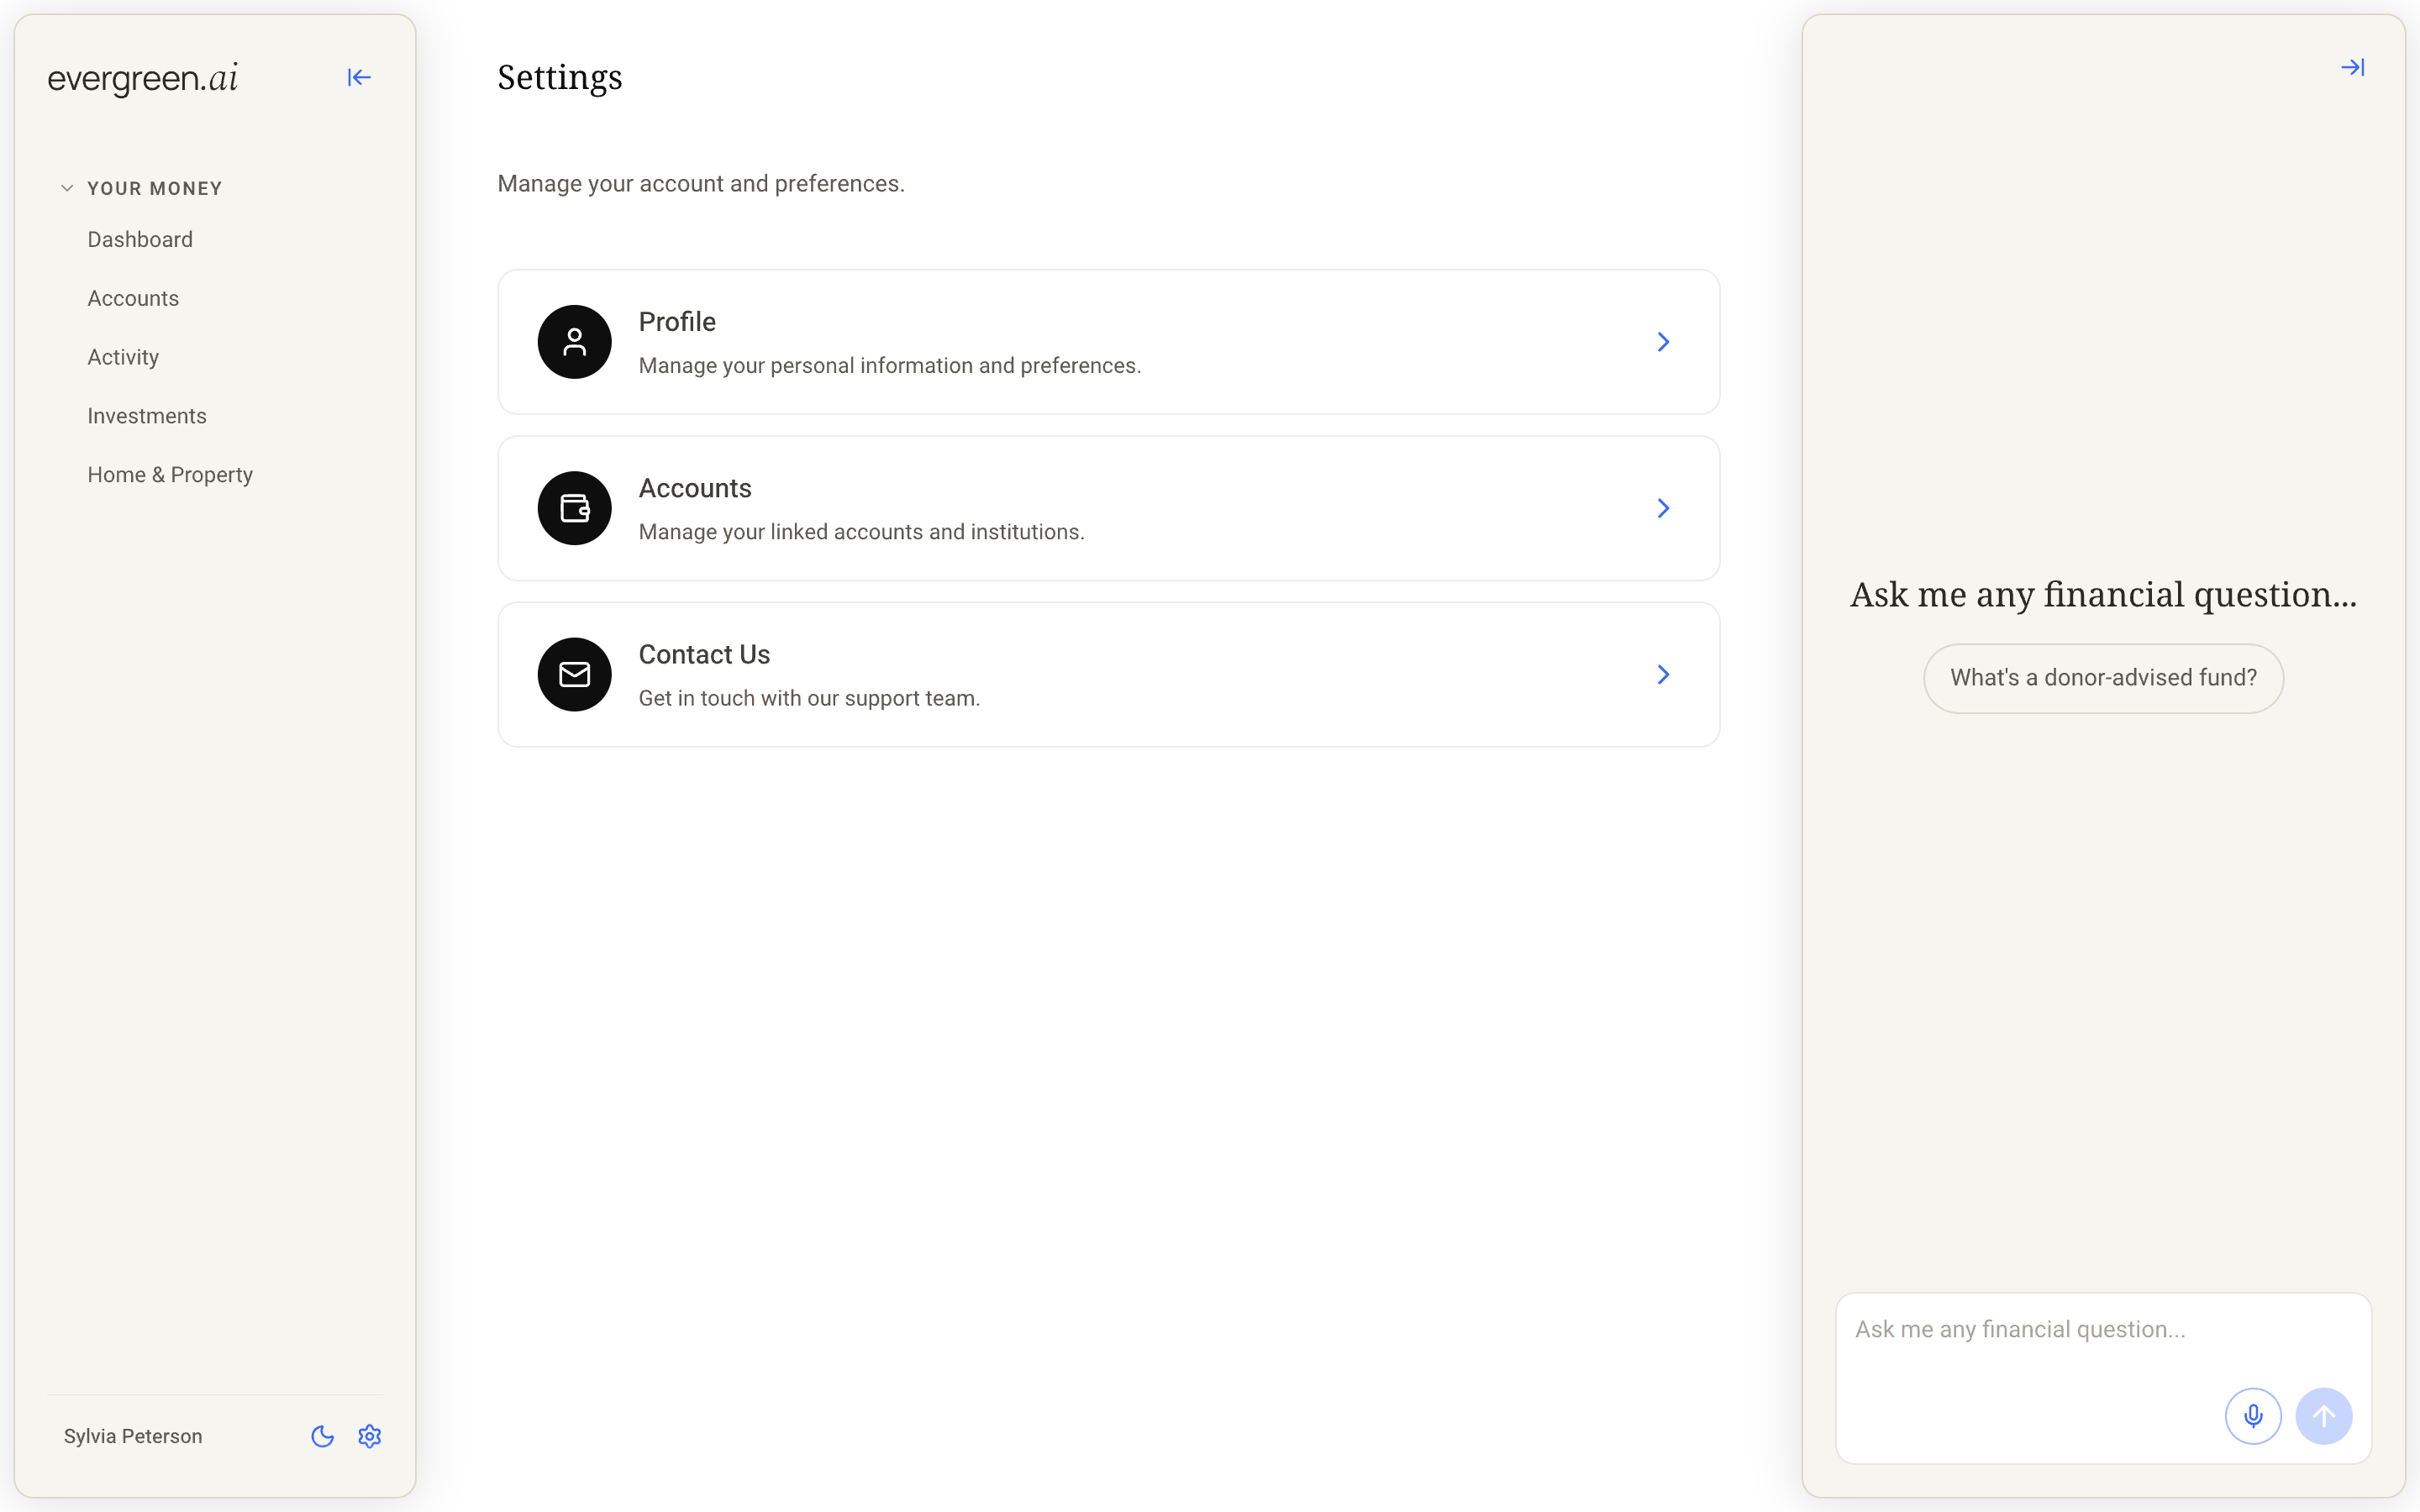 evergreen.ai
YOUR MONEY
Dashboard
Accounts
Activity
Investments
Home & Property
Sylvia Peterson
Settings
Manage your account and preferences.
Profile
Manage your personal information and preferences.
Accounts
Manage your linked accounts and institutions.
Contact Us
Get in touch with our support team.
Ask me any financial question...
What's a donor-advised fund?
Ask me any financial question...